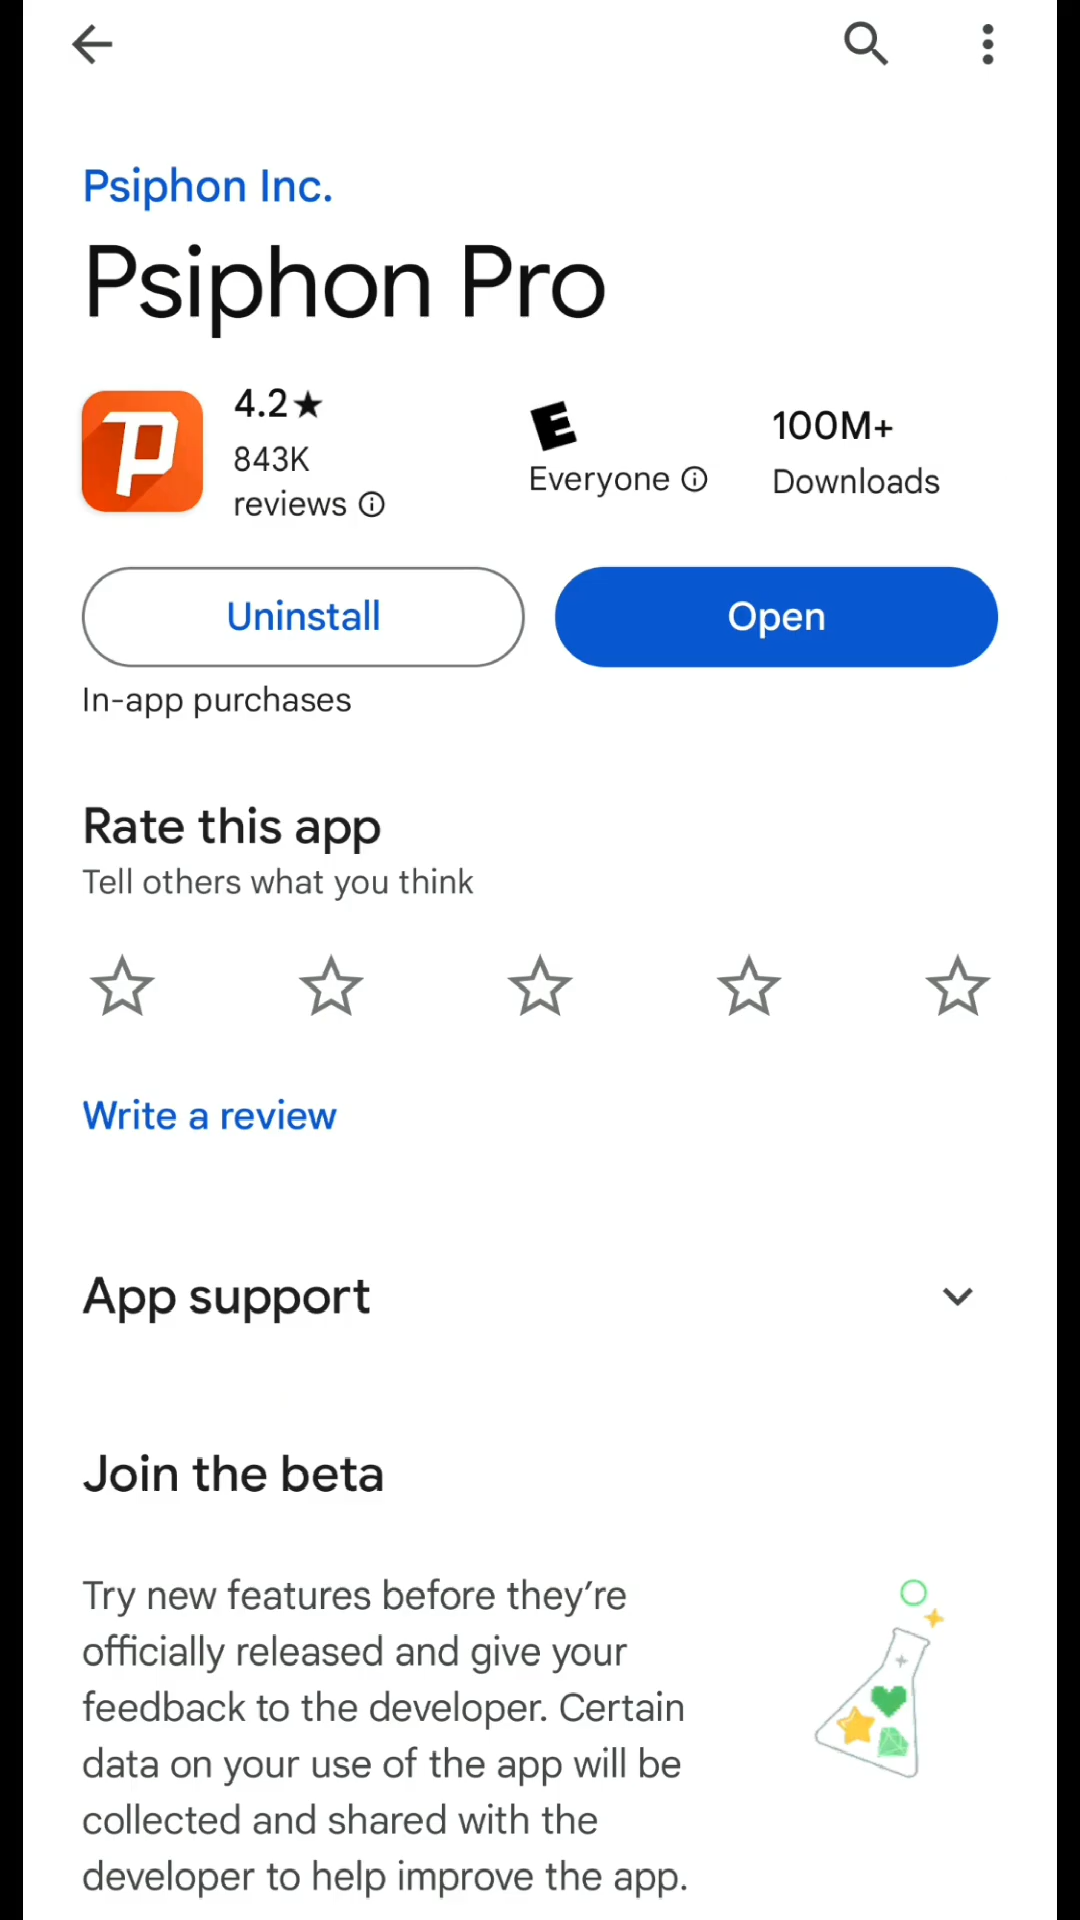 Psiphon Inc.
Psiphon Pro
4.2★
843K
reviews
E
Everyone
100M+
Downloads
Uninstall
Open
In-app purchases
Rate this app
Tell others what you think
Write a review
App support
Join the beta
Try new features before they’re
officially released and give your
feedback to the developer. Certain
data on your use of the app will be
collected and shared with the
developer to help improve the app.